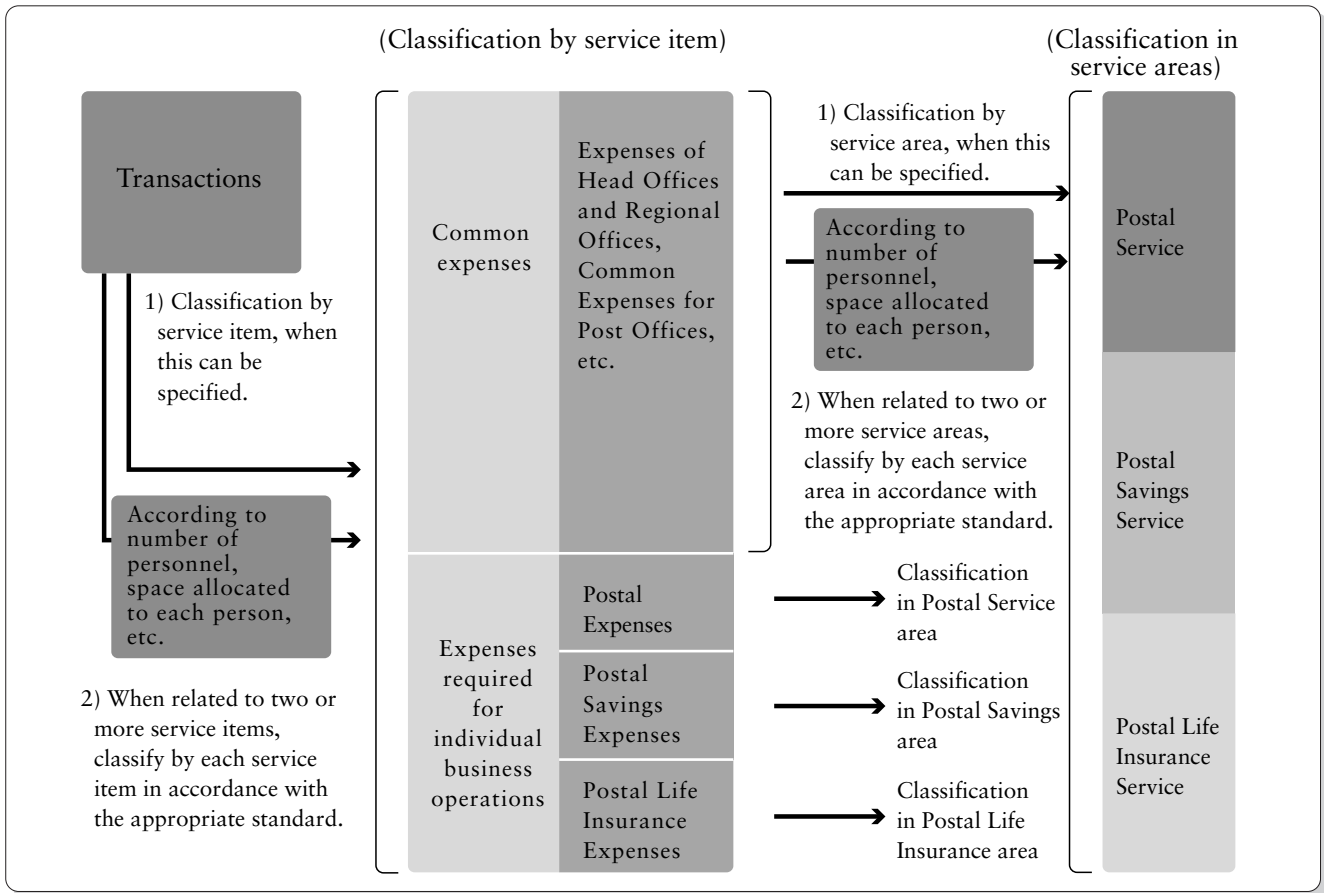 (Classification by service item)
(Classification in
service areas)
Transactions
1) Classification by
service item, when
this can be
specified.
According to
number of
personnel,
space allocated
to each person,
etc.
2) When related to two or
more service items,
classify by each service
item in accordance with
the appropriate standard.
Common
expenses
Expenses of
Head Offices
and Regional
Offices,
Common
Expenses for
Post Offices,
etc.
Expenses
required
for
individual
business
operations
Postal
Expenses
Postal
Savings
Expenses
Postal Life
Insurance
Expenses
1) Classification by
service area, when this
can be specified.
According to
number of
personnel,
space allocated
to each person,
etc.
2) When related to two or
more service areas,
classify by each service
area in accordance with
the appropriate standard.
Classification
in Postal Service
area
Classification
in Postal Savings
area
Classification
in Postal Life
Insurance area
Postal
Service
Postal
Savings
Service
Postal Life
Insurance
Service